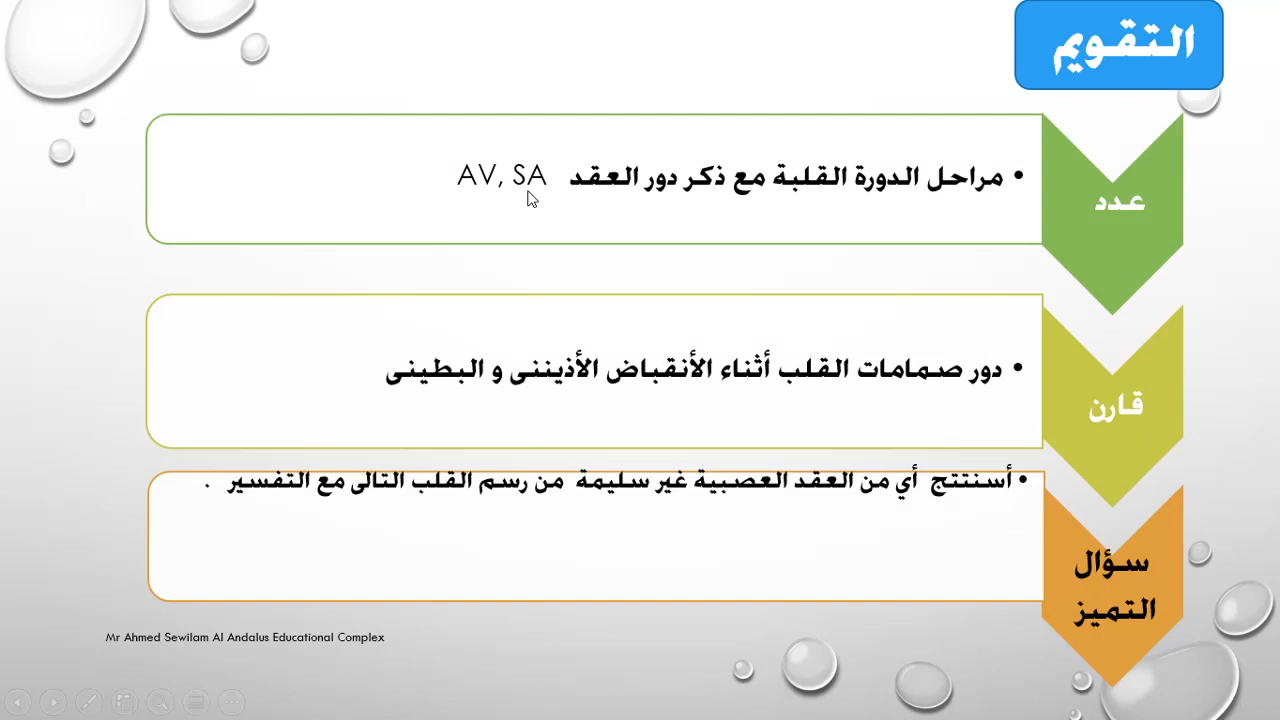 التقويم
عدد
• مراحل الدورة القلبة مع ذكر دور العقد AV, SA
قارن
• دور صمامات القلب أثناء الأنقباض الأذيننى و البطينى
سؤال
التميز
• أسنتتج أي من العقد العصبية غير سليمة من رسم القلب التالى مع التفسير .
Mr Ahmed Sewilam Al Andalus Educational Complex